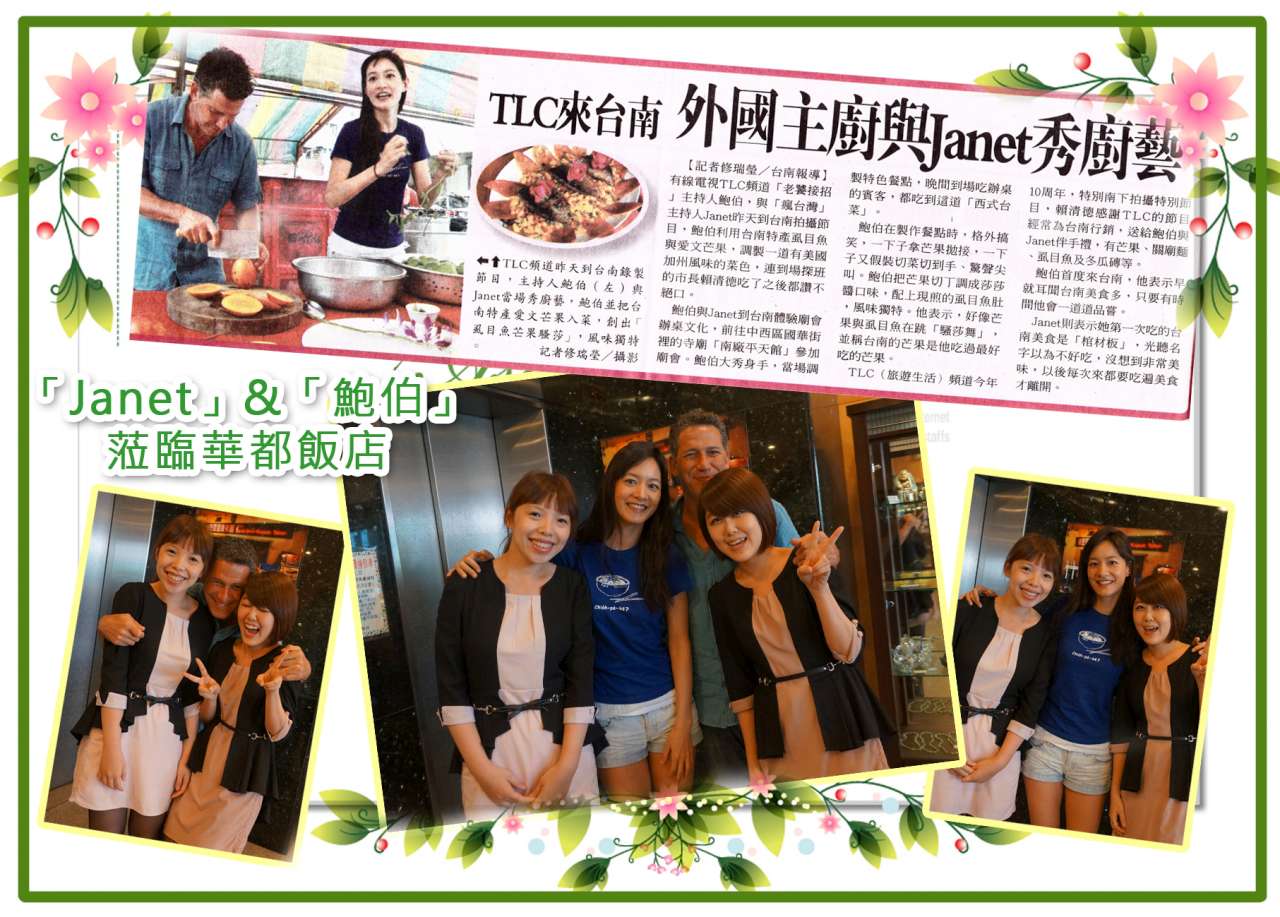 TLC來台南 外國主廚與Janet秀廚藝
⬅⬆TLC頻道昨天到台南錄製
節目，主持人鮑伯（左）與
Janet當場秀廚藝，鮑伯並把台
南特產愛文芒果入菜，創出「
虱目魚芒果騷莎」，風味獨特
。
記者修瑞瑩／攝影
【記者修瑞瑩／台南報導】
有線電視TLC頻道「老饕接招
」主持人鮑伯，與「瘋台灣」
主持人Janet昨天到台南拍攝節
目，鮑伯利用台南特產虱目魚
與愛文芒果，調製一道有美國
加州風味的菜色，連到場探班
的市長賴清德吃了之後都讚不
絕口。
鮑伯與Janet到台南體驗廟會
辦桌文化，前往中西區國華街
裡的寺廟「南廠平天館」參加
廟會。鮑伯大秀身手，當場調
製特色餐點，晚間到場吃辦桌
的賓客，都吃到這道「西式台
菜」。
鮑伯在製作餐點時，格外搞
笑，一下子拿芒果拋接，一下
子又假裝切菜切到手、驚聲尖
叫。鮑伯把芒果切丁調成莎莎
醬口味，配上現煎的虱目魚肚
，風味獨特。他表示，好像芒
果與虱目魚在跳「騷莎舞」，
並稱台南的芒果是他吃過最好
吃的芒果。
TLC（旅遊生活）頻道今年
10周年，特別南下拍攝特別節
目，賴清德感謝TLC的節目
經常為台南行銷，送給鮑伯與
Janet伴手禮，有芒果、關廟麵
、虱目魚及冬瓜磚等。
鮑伯首度來台南，他表示早
就耳聞台南美食多，只要有時
間他會一道道品嘗。
Janet則表示她第一次吃的台
南美食是「棺材板」，光聽名
字以為不好吃，沒想到非常美
味，以後每次來都要吃遍美食
才離開。
「Janet」&「鮑伯」
蒞臨華都飯店
Chiah-pá-bē?